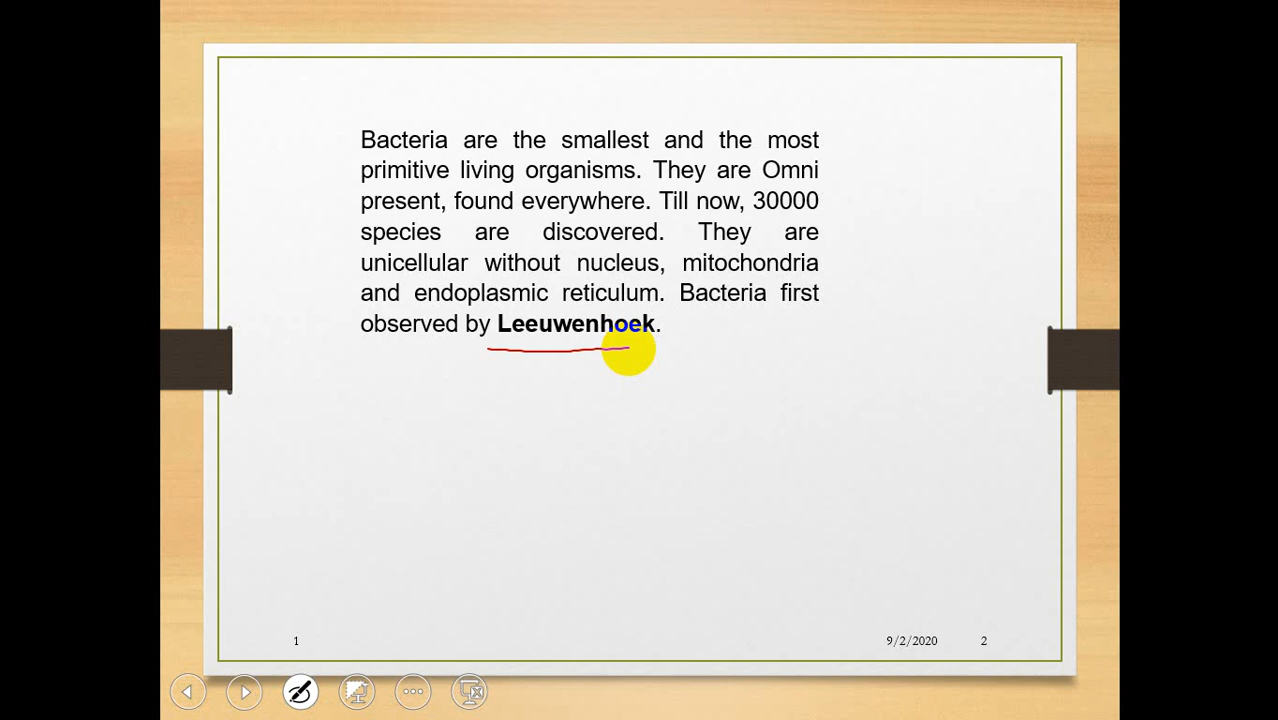 Bacteria are the smallest and the most
primitive living organisms. They are Omni
present, found everywhere. Till now, 30000
species are discovered. They are
unicellular without nucleus, mitochondria
and endoplasmic reticulum. Bacteria first
observed by Leeuwenhoek.
1 9/2/2020 2